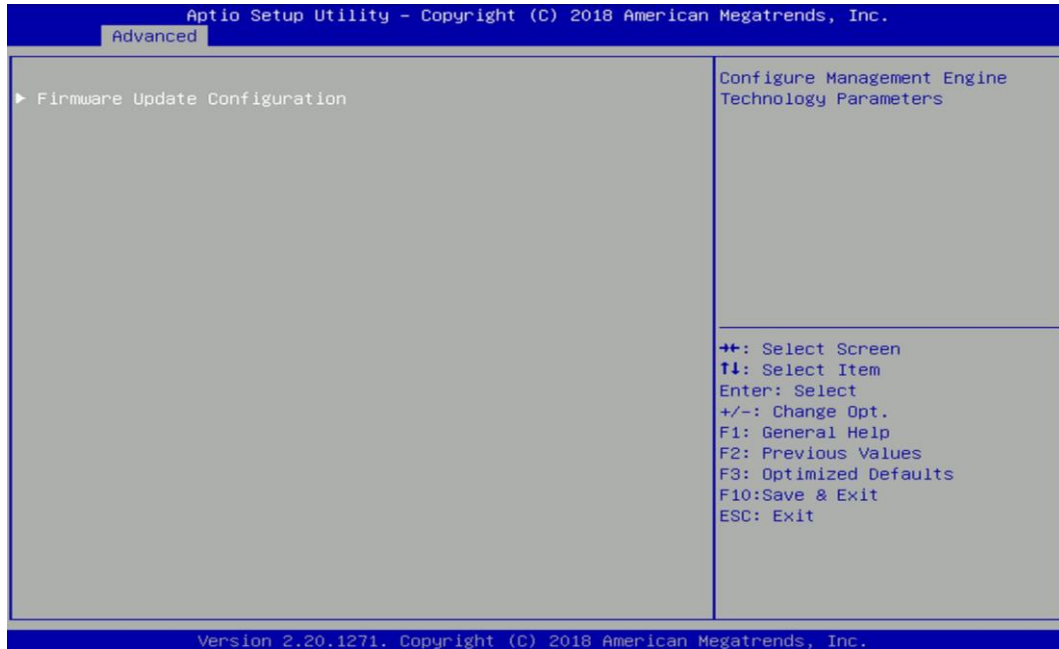 Aptio Setup Utility – Copyright (C) 2018 American Megatrends, Inc.
Advanced
► Firmware Update Configuration
Configure Management Engine
Technology Parameters
→←: Select Screen
↑↓: Select Item
Enter: Select
+/-: Change Opt.
F1: General Help
F2: Previous Values
F3: Optimized Defaults
F10:Save & Exit
ESC: Exit
Version 2.20.1271. Copyright (C) 2018 American Megatrends, Inc.